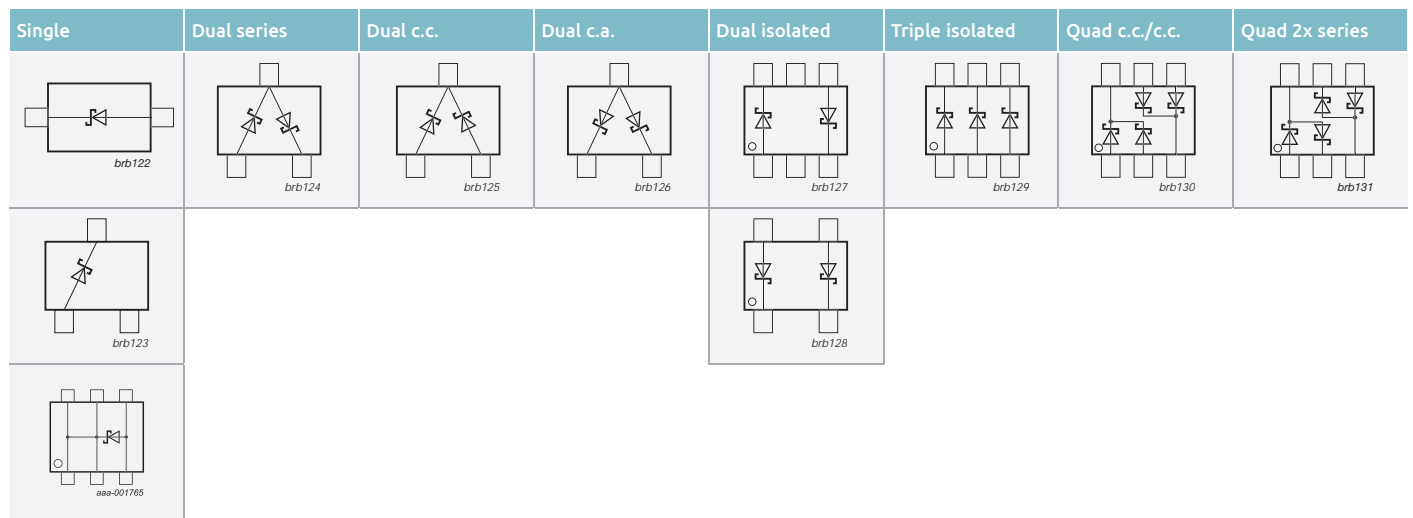 Single
Dual series
Dual c.c.
Dual c.a.
Dual isolated
Triple isolated
Quad c.c./c.c.
Quad 2x series
brb122
brb124
brb125
brb126
brb127
brb129
brb130
brb131
brb123
brb128
aaa-001765